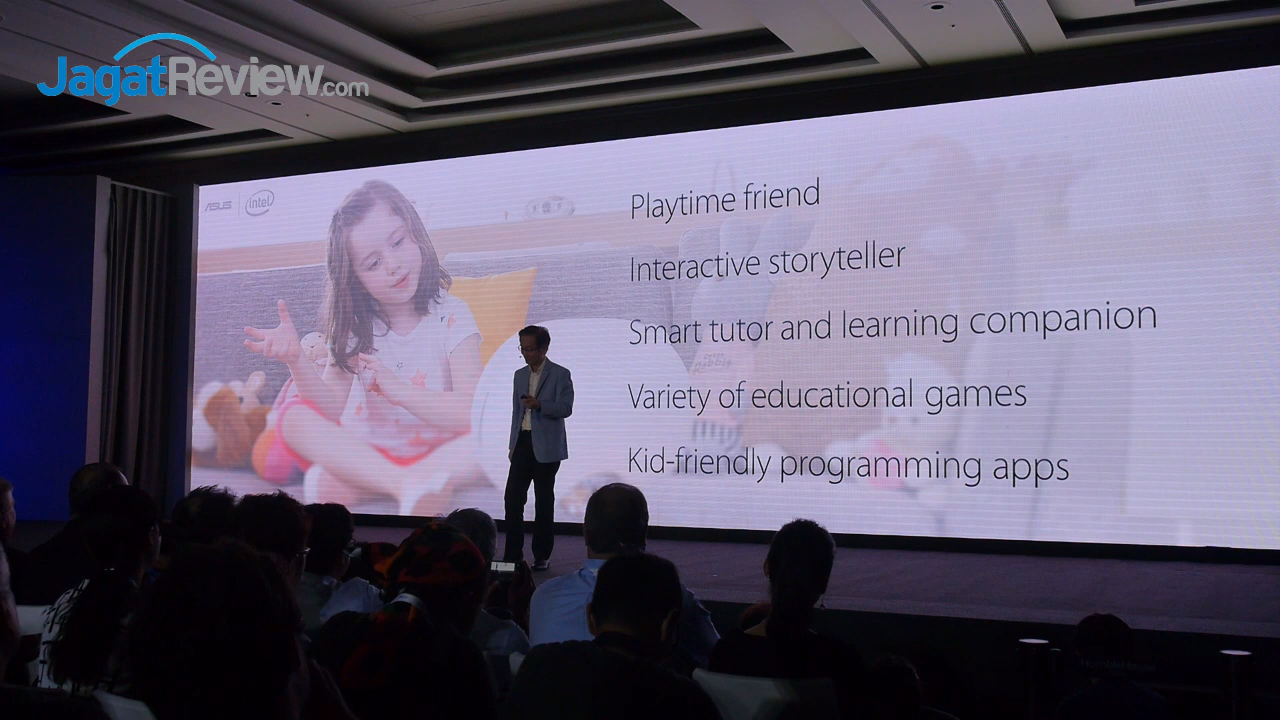 JagatReview.com
ASUS
intel
Playtime friend
Interactive storyteller
Smart tutor and learning companion
Variety of educational games
Kid-friendly programming apps